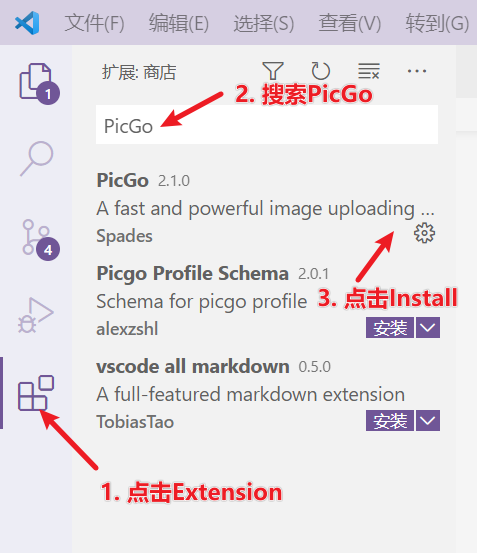 文件(F) 编辑(E) 选择(S) 查看(V) 转到(G)
扩展: 商店
2. 搜索PicGo
PicGo
1
PicGo 2.1.0
A fast and powerful image uploading ...
Spades
4
Picgo Profile Schema 2.0.1
Schema for picgo profile
3. 点击Install
alexzshl 安装
vscode all markdown 0.5.0
A full-featured markdown extension
TobiasTao 安装
1. 点击Extension